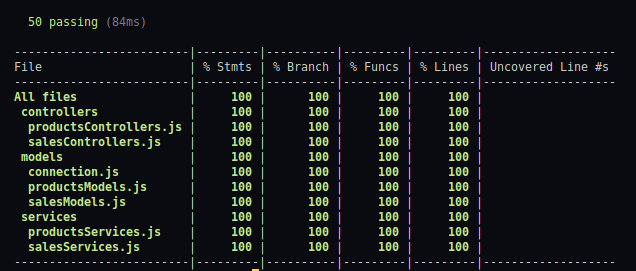 50 passing (84ms)
-------------------------|---------|----------|---------|---------|-------------------
File                     | % Stmts | % Branch | % Funcs | % Lines | Uncovered Line #s
-------------------------|---------|----------|---------|---------|-------------------
All files                |     100 |      100 |     100 |     100 |
 controllers             |     100 |      100 |     100 |     100 |
  productsControllers.js |     100 |      100 |     100 |     100 |
  salesControllers.js    |     100 |      100 |     100 |     100 |
 models                  |     100 |      100 |     100 |     100 |
  connection.js          |     100 |      100 |     100 |     100 |
  productsModels.js      |     100 |      100 |     100 |     100 |
  salesModels.js         |     100 |      100 |     100 |     100 |
 services                |     100 |      100 |     100 |     100 |
  productsServices.js    |     100 |      100 |     100 |     100 |
  salesServices.js       |     100 |      100 |     100 |     100 |
-------------------------|---------|----------|---------|---------|-------------------